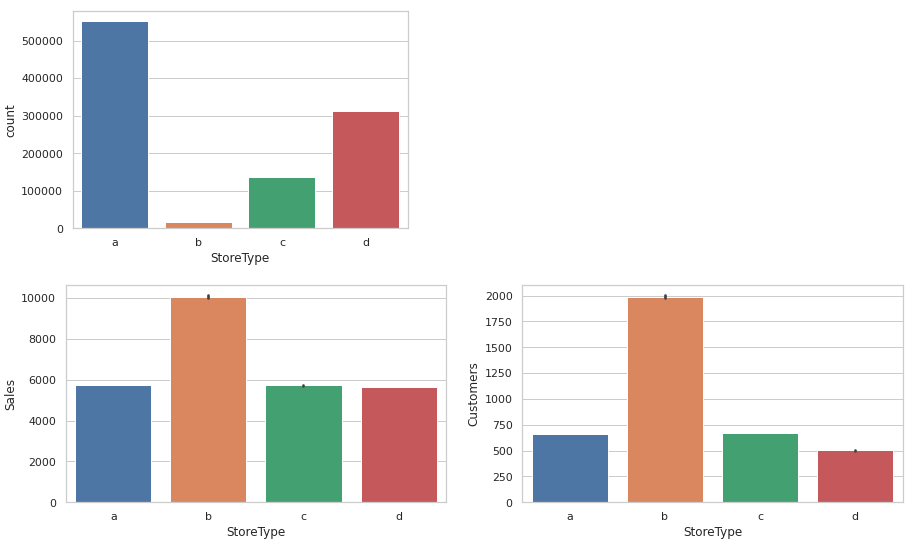 500000
400000
300000
200000
100000
0
count
a b c d
StoreType
10000
8000
6000
4000
2000
0
Sales
a b c d
StoreType
2000
1750
1500
1250
1000
750
500
250
0
Customers
a b c d
StoreType